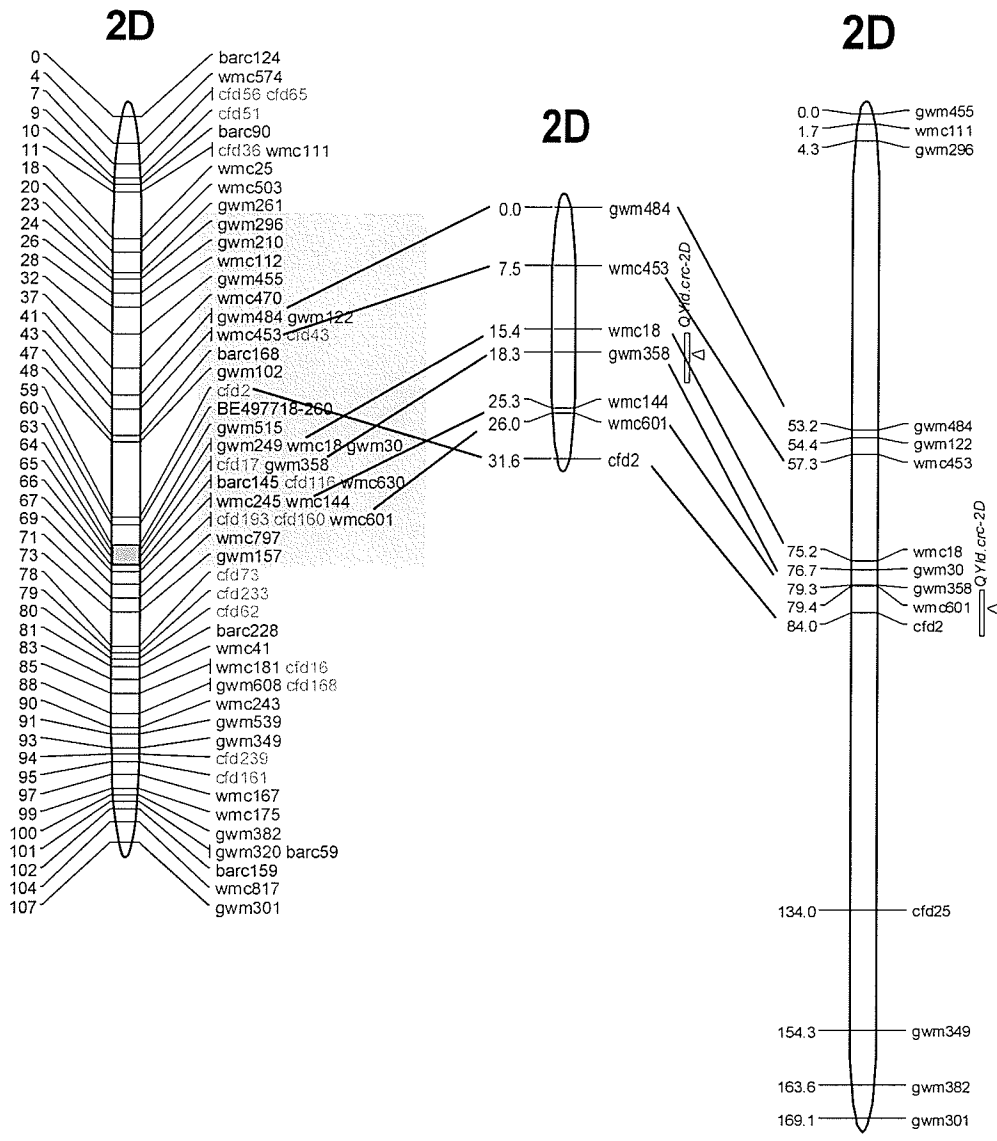 2D
0 barc124
4 wmc574
7 cfd56 cfd65
9 cfd51
10 barc90
11 cfd36 wmc111
18 wmc25
20 wmc503
23 gwm261
24 gwm296
26 gwm210
28 wmc112
32 gwm455
37 wmc470
41 gwm484 gwm122
43 wmc453 cfd43
47 barc168
48 gwm102
59 cfd2
60 BE497718-260
63 gwm515
64 gwm249 wmc18 gwm30
65 cfd17 gwm358
66 barc145 cfd116 wmc630
67 wmc245 wmc144
69 cfd193 cfd160 wmc601
71 wmc797
73 gwm157
78 cfd73
79 cfd233
80 cfd62
81 barc228
83 wmc41
85 wmc181 cfd16
88 gwm608 cfd168
90 wmc243
91 gwm539
93 gwm349
94 cfd239
95 cfd161
97 wmc167
99 wmc175
100 gwm382
101 gwm320 barc59
102 barc159
104 wmc817
107 gwm301
2D
0.0 gwm484
7.5 wmc453
15.4 wmc18
18.3 gwm358
25.3 wmc144
26.0 wmc601
31.6 cfd2
QYld.crc-2D
2D
0.0 gwm455
1.7 wmc111
4.3 gwm296
53.2 gwm484
54.4 gwm122
57.3 wmc453
75.2 wmc18
76.7 gwm30
79.3 gwm358
79.4 wmc601
84.0 cfd2
134.0 cfd25
154.3 gwm349
163.6 gwm382
169.1 gwm301
QYld.crc-2D